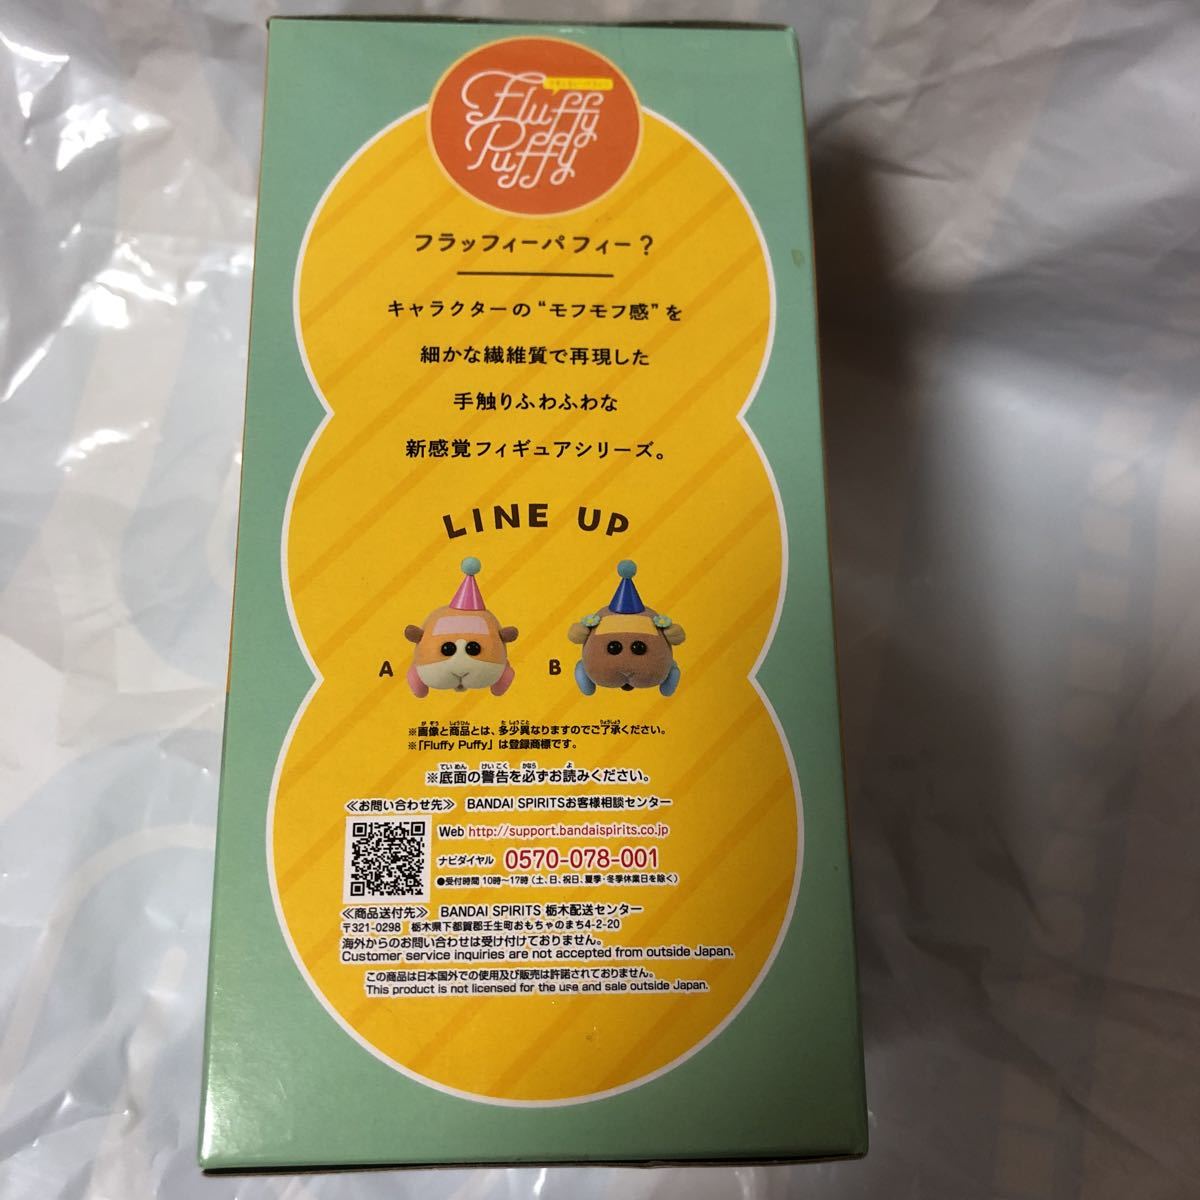 Fluffy
Puffy
フラッフィーパフィー？
キャラクターの“モフモフ感”を
細かな繊維質で再現した
手触りふわふわな
新感覚フィギュアシリーズ。
LINE UP
A
B
※画像と商品とは、多少異なりますのでご了承ください。
※「Fluffy Puffy」は登録商標です。
※底面の警告を必ずお読みください。
≪お問い合わせ先≫ BANDAI SPIRITSお客様相談センター
Web http://support.bandaispirits.co.jp
ナビダイヤル 0570-078-001
●受付時間 10時〜17時（土、日、祝日、夏季・冬季休業日を除く）
≪商品送付先≫ BANDAI SPIRITS 栃木配送センター
〒321-0298 栃木県下都賀郡壬生町おもちゃのまち4-2-20
海外からのお問い合わせは受け付けておりません。
Customer service inquiries are not accepted from outside Japan.
この商品は日本国外での使用及び販売は許諾されておりません。
This product is not licensed for the use and sale outside Japan.